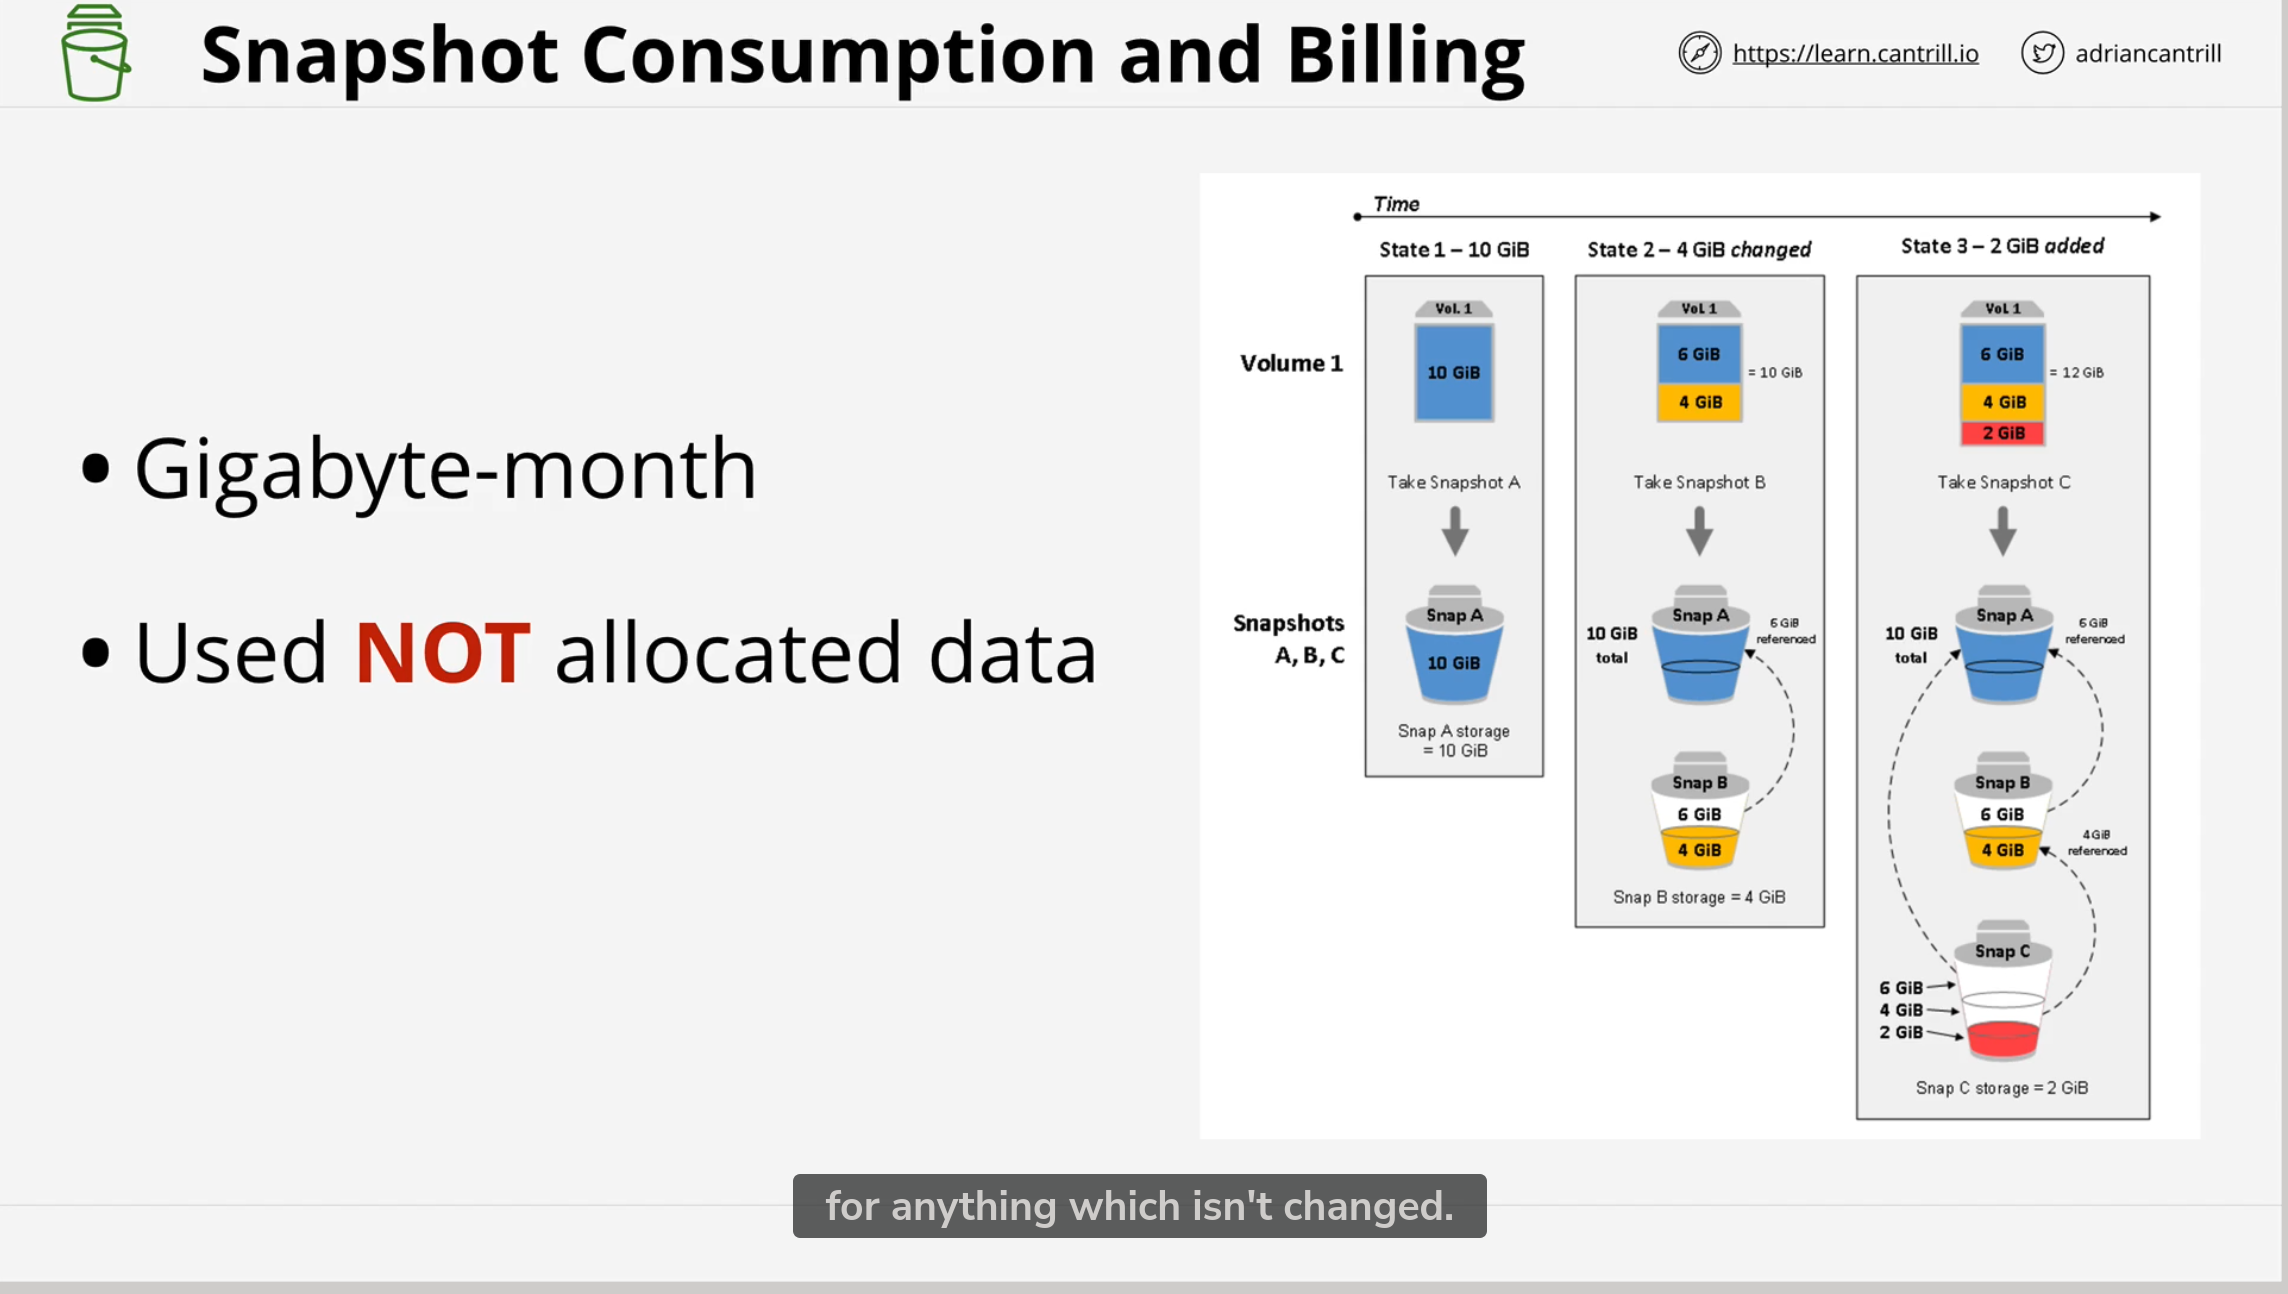 Snapshot Consumption and Billing
https://learn.cantrill.io
adriancantrill
• Gigabyte-month
• Used NOT allocated data
Time
State 1 – 10 GiB
State 2 – 4 GiB changed
State 3 – 2 GiB added
Volume 1
Vol. 1
10 GiB
Vol 1
6 GiB
4 GiB
= 10 GiB
Vol 1
6 GiB
4 GiB
2 GiB
= 12 GiB
Take Snapshot A
Take Snapshot B
Take Snapshot C
Snapshots
A, B, C
Snap A
10 GiB
Snap A storage
= 10 GiB
10 GiB
total
Snap A
6 GiB
referenced
Snap B
6 GiB
4 GiB
Snap B storage = 4 GiB
10 GiB
total
Snap A
6 GiB
referenced
Snap B
6 GiB
4 GiB
4 GiB
referenced
Snap C
6 GiB
4 GiB
2 GiB
Snap C storage = 2 GiB
for anything which isn't changed.